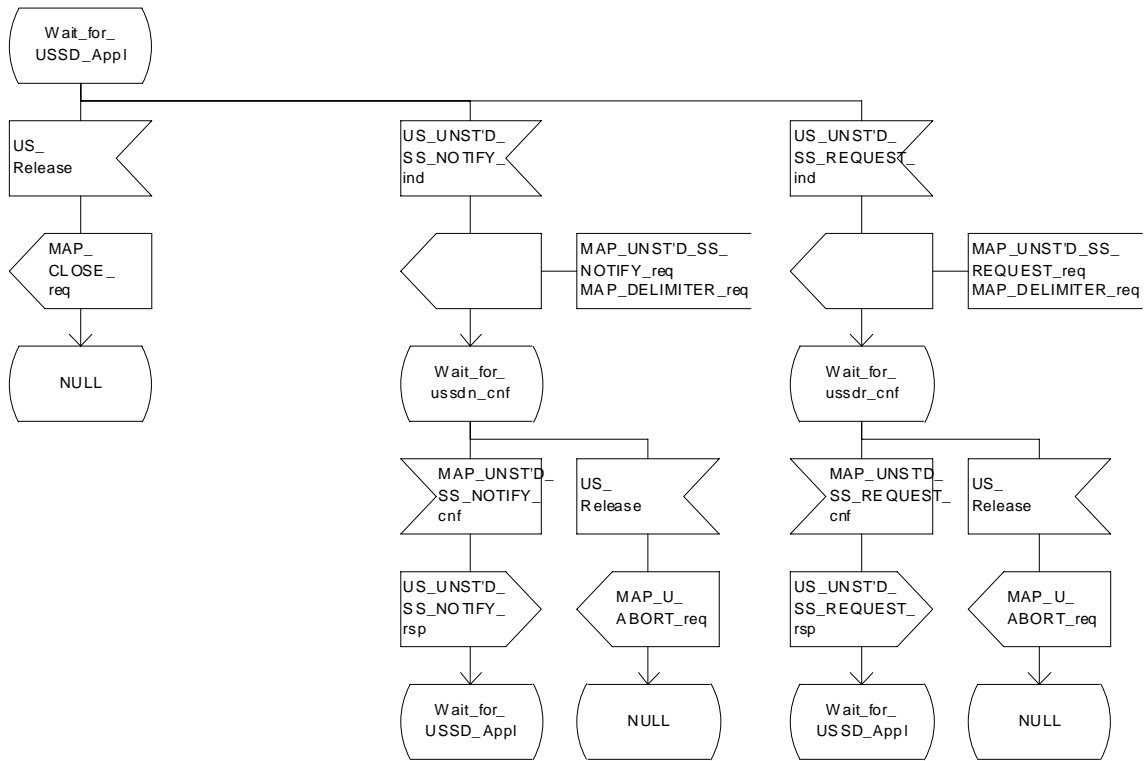 Wait_for_
USSD_Appl
US_
Release
US_UNST'D_
SS_NOTIFY_
ind
US_UNST'D_
SS_REQUEST_
ind
MAP_
CLOSE_
req
MAP_UNST'D_SS_
NOTIFY_req
MAP_DELIMITER_req
MAP_UNST'D_SS_
REQUEST_req
MAP_DELIMITER_req
NULL
Wait_for_
ussdn_cnf
Wait_for_
ussdr_cnf
MAP_UNST'D_
SS_NOTIFY_
cnf
US_
Release
MAP_UNST'D_
SS_REQUEST_
cnf
US_
Release
US_UNST'D_
SS_NOTIFY_
rsp
MAP_U_
ABORT_req
US_UNST'D_
SS_REQUEST_
rsp
MAP_U_
ABORT_req
Wait_for_
USSD_Appl
NULL
Wait_for_
USSD_Appl
NULL